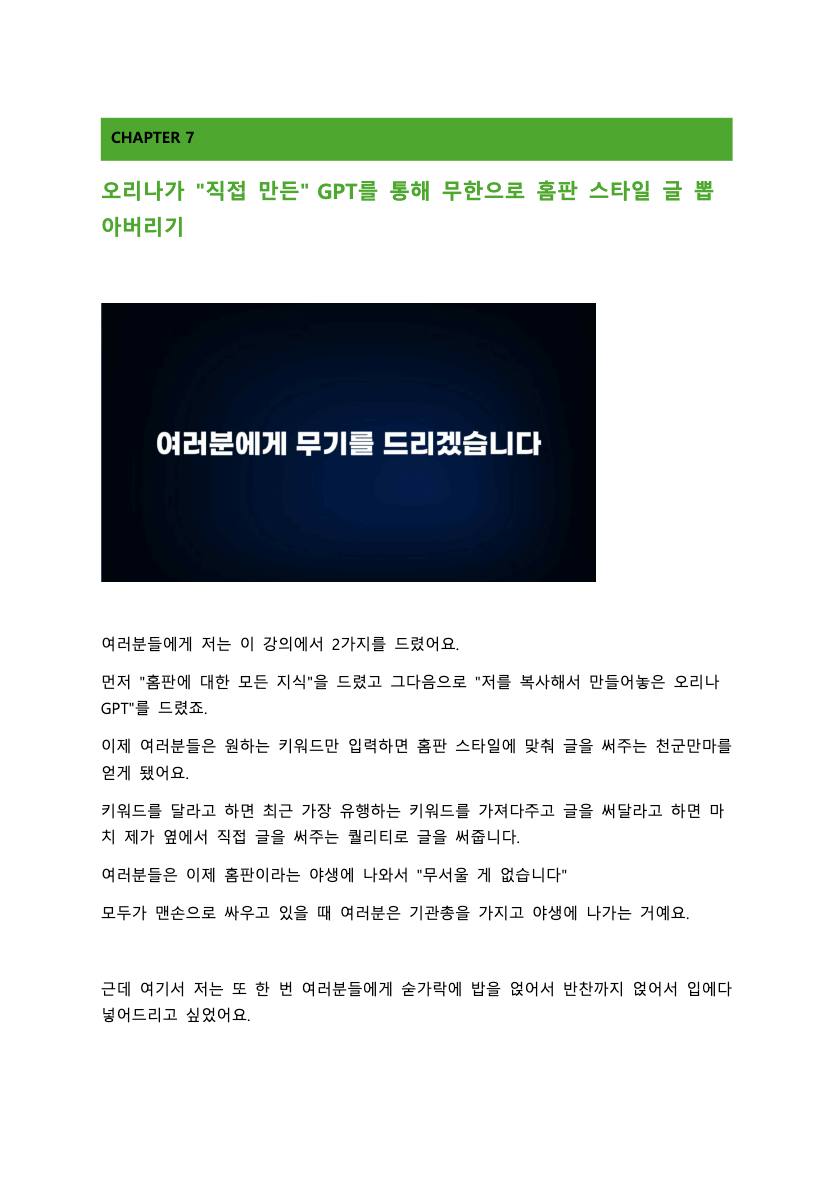 CHAPTER 7
오리나가 "직접 만든" GPT를 통해 무한으로 홈판 스타일 글 뽑
아버리기
여러분에게 무기를 드리겠습니다
여러분들에게 저는 이 강의에서 2가지를 드렸어요.
먼저 "홈판에 대한 모든 지식"을 드렸고 그다음으로 "저를 복사해서 만들어놓은 오리나
GPT"를 드렸죠.
이제 여러분들은 원하는 키워드만 입력하면 홈판 스타일에 맞춰 글을 써주는 천군만마를
얻게 됐어요.
키워드를 달라고 하면 최근 가장 유행하는 키워드를 가져다주고 글을 써달라고 하면 마
치 제가 옆에서 직접 글을 써주는 퀄리티로 글을 써줍니다.
여러분들은 이제 홈판이라는 야생에 나와서 "무서울 게 없습니다"
모두가 맨손으로 싸우고 있을 때 여러분은 기관총을 가지고 야생에 나가는 거예요.
근데 여기서 저는 또 한 번 여러분들에게 숟가락에 밥을 얹어서 반찬까지 얹어서 입에다
넣어드리고 싶었어요.